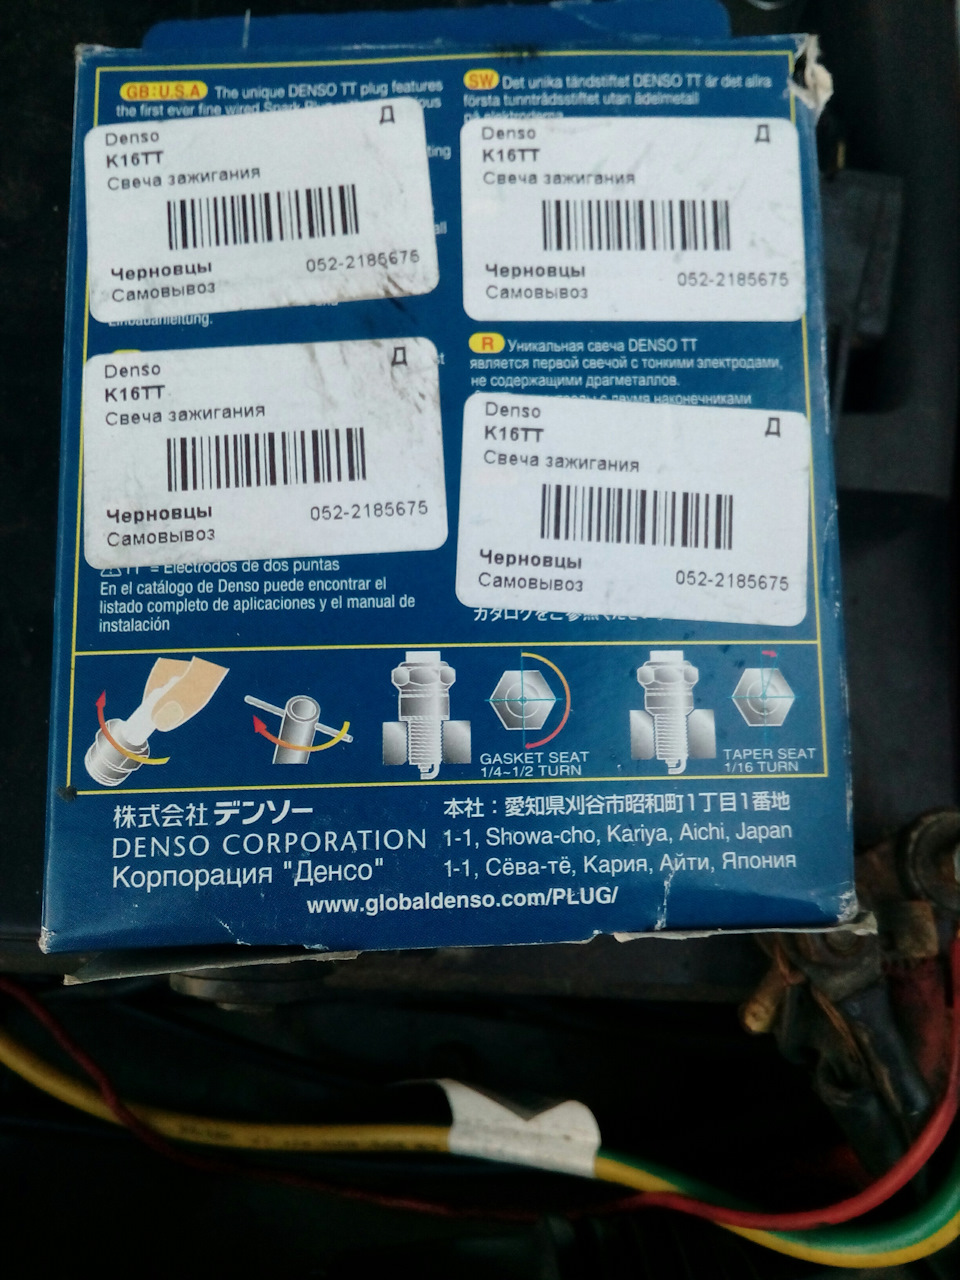 GB:U.S.A The unique DENSO TT plug features
the first ever fine wired Spark
Denso Д
K16TT
Свеча зажигания
Черновцы 052-2185675
Самовывоз
Einbauanleitung.
SW Det unika tändstiftet DENSO TT är det allra
första tunntrådsstiftet utan ädelmetall
på elektroderna
Denso Д
K16TT
Свеча зажигания
Черновцы 052-2185675
Самовывоз
Denso Д
K16TT
Свеча зажигания
Черновцы 052-2185675
Самовывоз
TT = Electrodos de dos puntas
En el catálogo de Denso puede encontrar el
listado completo de aplicaciones y el manual de
instalación
R Уникальная свеча DENSO TT
является первой свечой с тонкими электродами,
не содержащими драгметаллов.
с двумя наконечниками
Denso Д
K16TT
Свеча зажигания
Черновцы 052-2185675
Самовывоз
GASKET SEAT
1/4~1/2 TURN
TAPER SEAT
1/16 TURN
株式会社 デンソー
DENSO CORPORATION
Корпорация "Денсо"
本社：愛知県刈谷市昭和町1丁目1番地
1-1, Showa-cho, Kariya, Aichi, Japan
1-1, Сёва-тё, Кария, Айти, Япония
www.globaldenso.com/PLUG/